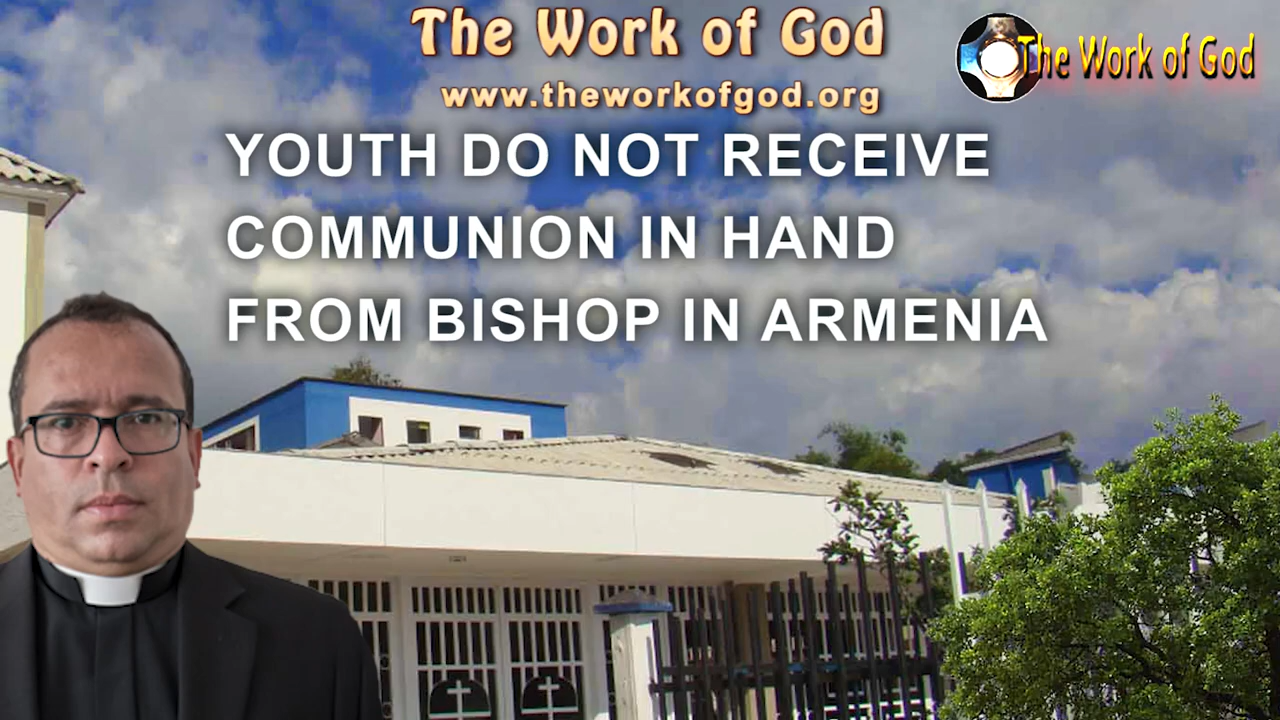 The Work of God
The Work of God
www.theworkofgod.org
YOUTH DO NOT RECEIVE
COMMUNION IN HAND
FROM BISHOP IN ARMENIA